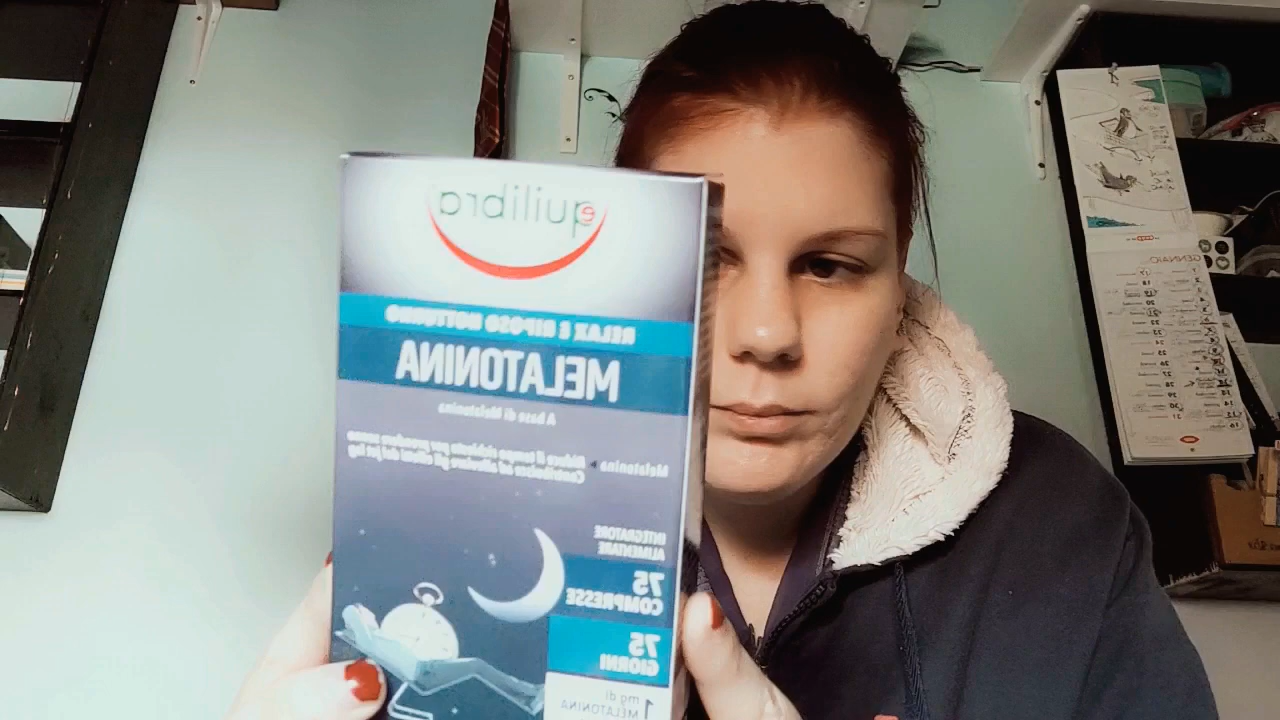 equilibra
RELAX E RIPOSO NOTTURNO
MELATONINA
A base di Melatonina
Melatonina
Riduce il tempo richiesto per prendere sonno
Contribuisce ad alleviare gli effetti del jet lag
INTEGRATORE
ALIMENTARE
75
COMPRESSE
75
GIORNI
1 mg di
MELATONINA
GENNAIO